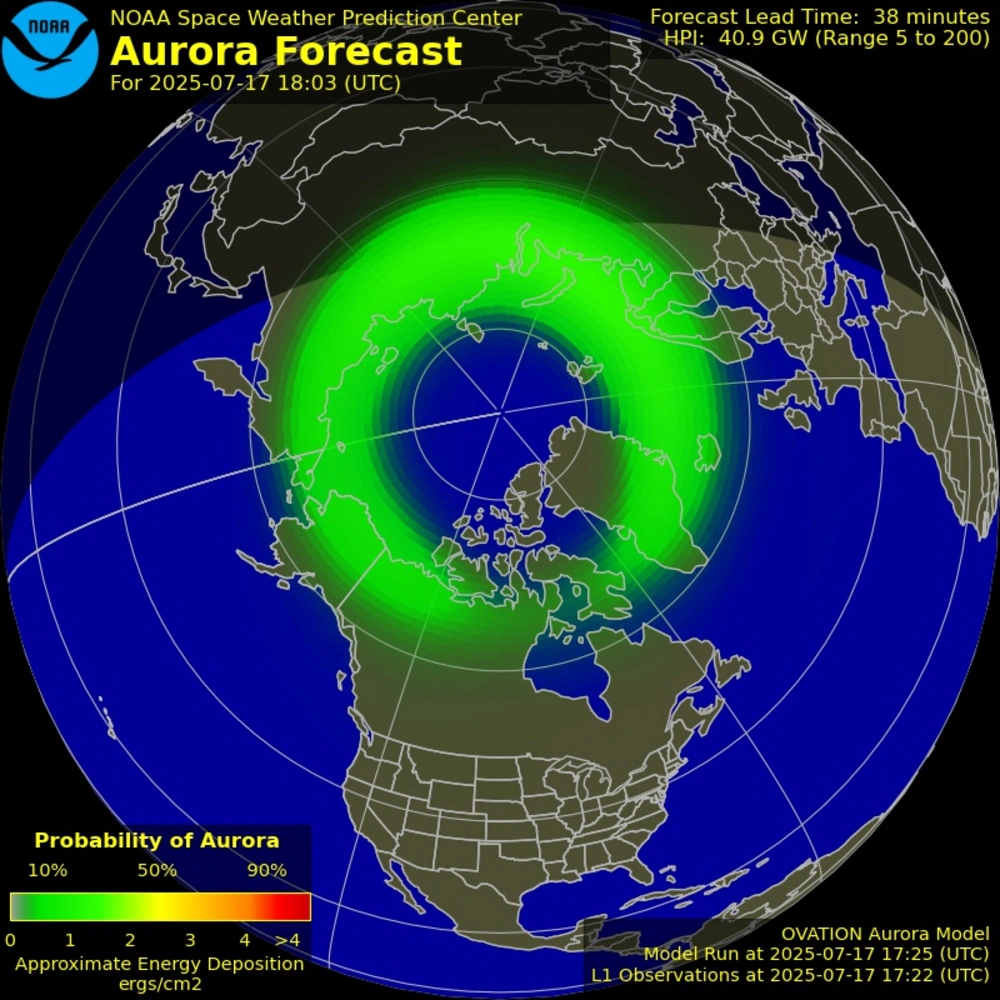 NOAA
NOAA Space Weather Prediction Center
Aurora Forecast
For 2025-07-17 18:03 (UTC)
Forecast Lead Time: 38 minutes
HPI: 40.9 GW (Range 5 to 200)
Probability of Aurora
10% 50% 90%
0 1 2 3 4 >4
Approximate Energy Deposition
ergs/cm2
OVATION Aurora Model
Model Run at 2025-07-17 17:25 (UTC)
L1 Observations at 2025-07-17 17:22 (UTC)